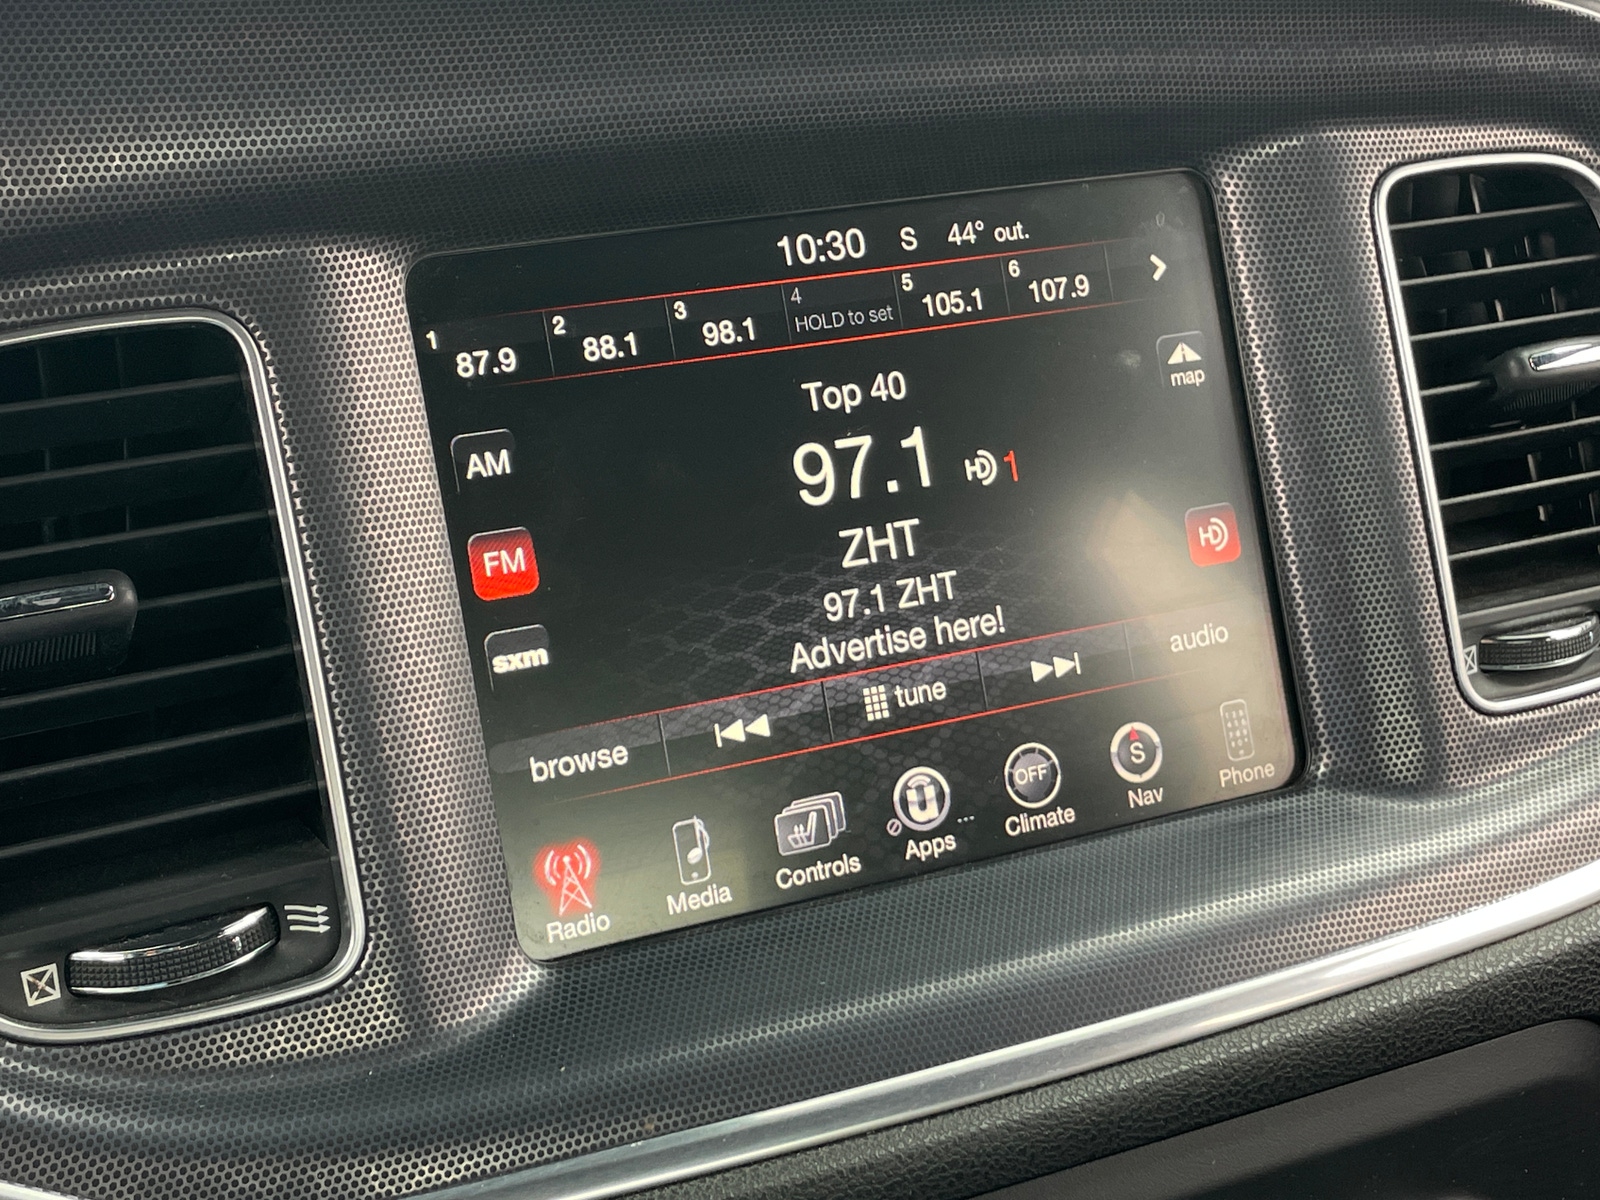 10:30 S 44° out. 0
1 87.9 2 88.1 3 98.1 4 HOLD to set 5 105.1 6 107.9
map
Top 40
AM
97.1 HD 1
FM
ZHT
HD
97.1 ZHT
sxm
Advertise here!
browse tune audio
Radio Media Controls Apps ... OFF Climate S Nav Phone